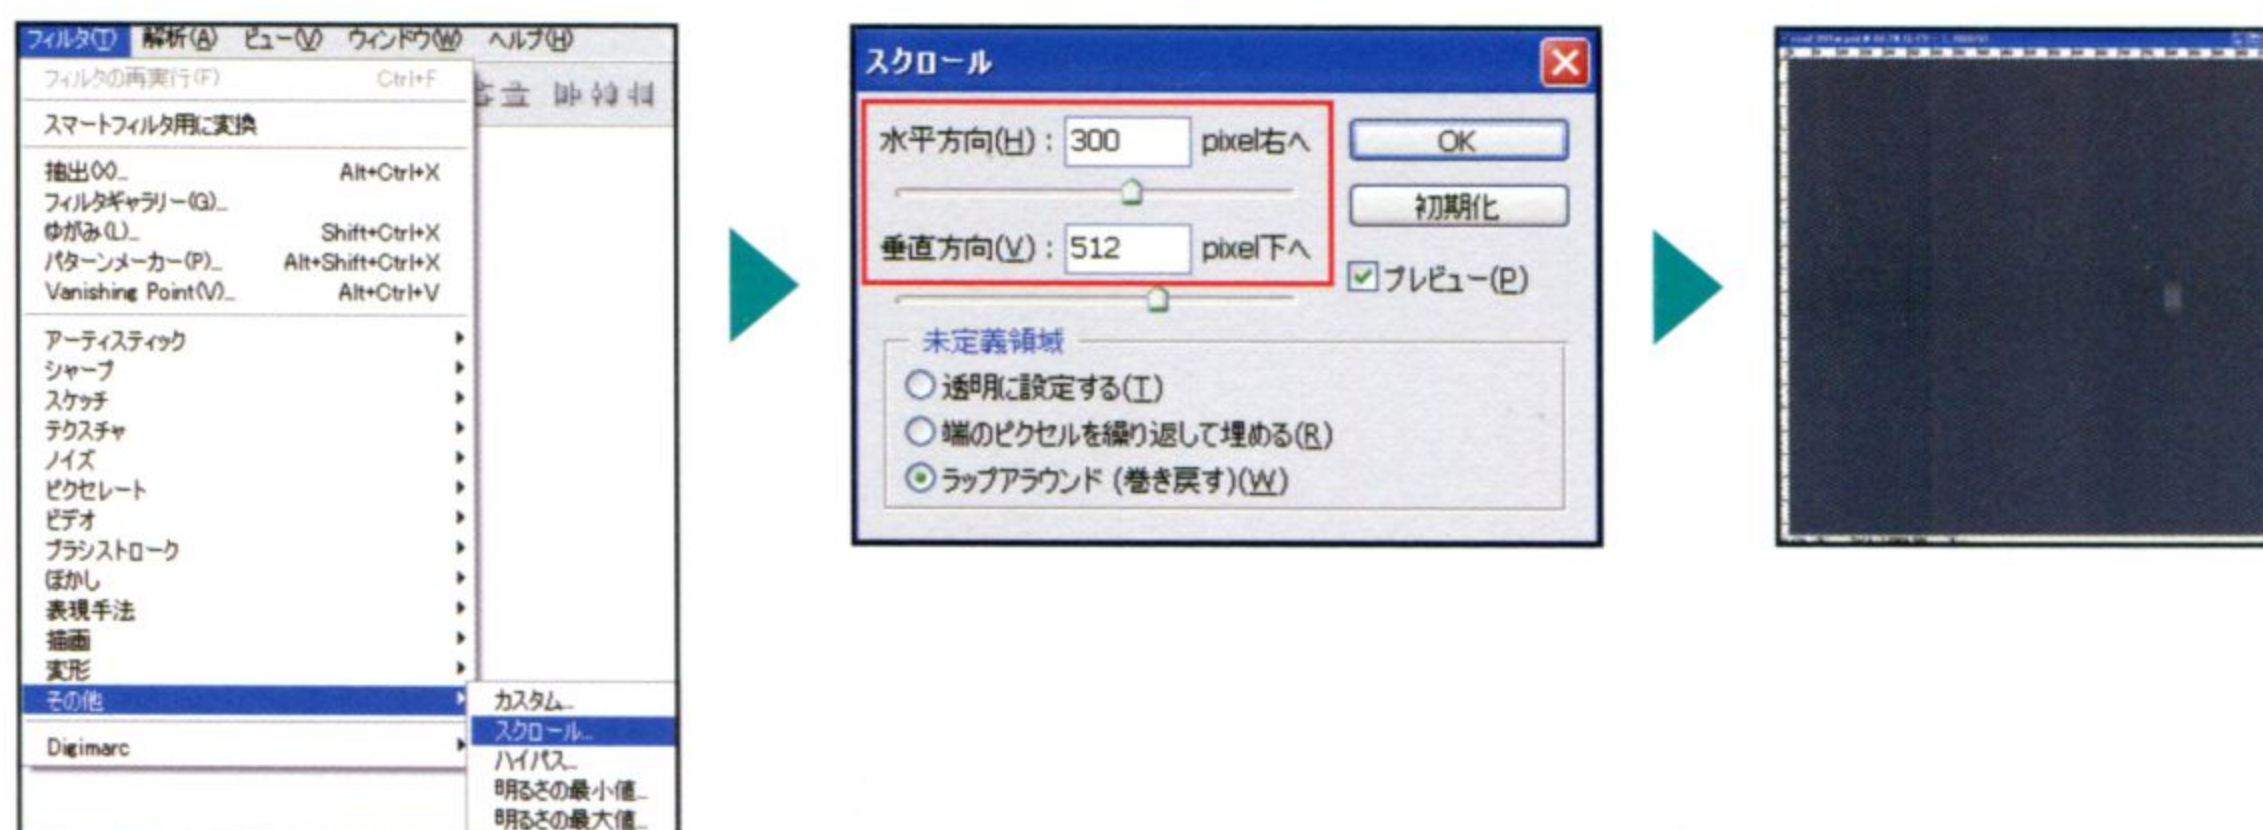 フィルタ(T) 解析(A) ビュー(V) ウィンドウ(W) ヘルプ(H)
フィルタの再実行(F) Ctrl+F
スマートフィルタ用に変換
抽出(X)... Alt+Ctrl+X
フィルタギャラリー(G)...
ゆがみ(L)... Shift+Ctrl+X
パターンメーカー(P)... Alt+Shift+Ctrl+X
Vanishing Point(V)... Alt+Ctrl+V
アーティスティック
シャープ
スケッチ
テクスチャ
ノイズ
ピクセレート
ビデオ
ブラシストローク
ぼかし
表現手法
描画
変形
その他
Digimarc
カスタム...
スクロール...
ハイパス...
明るさの最小値...
明るさの最大値...
スクロール
水平方向(H): 300 pixel右へ
垂直方向(V): 512 pixel下へ
OK
初期化
プレビュー(P)
未定義領域
透明に設定する(T)
端のピクセルを繰り返して埋める(R)
ラップアラウンド (巻き戻す)(W)